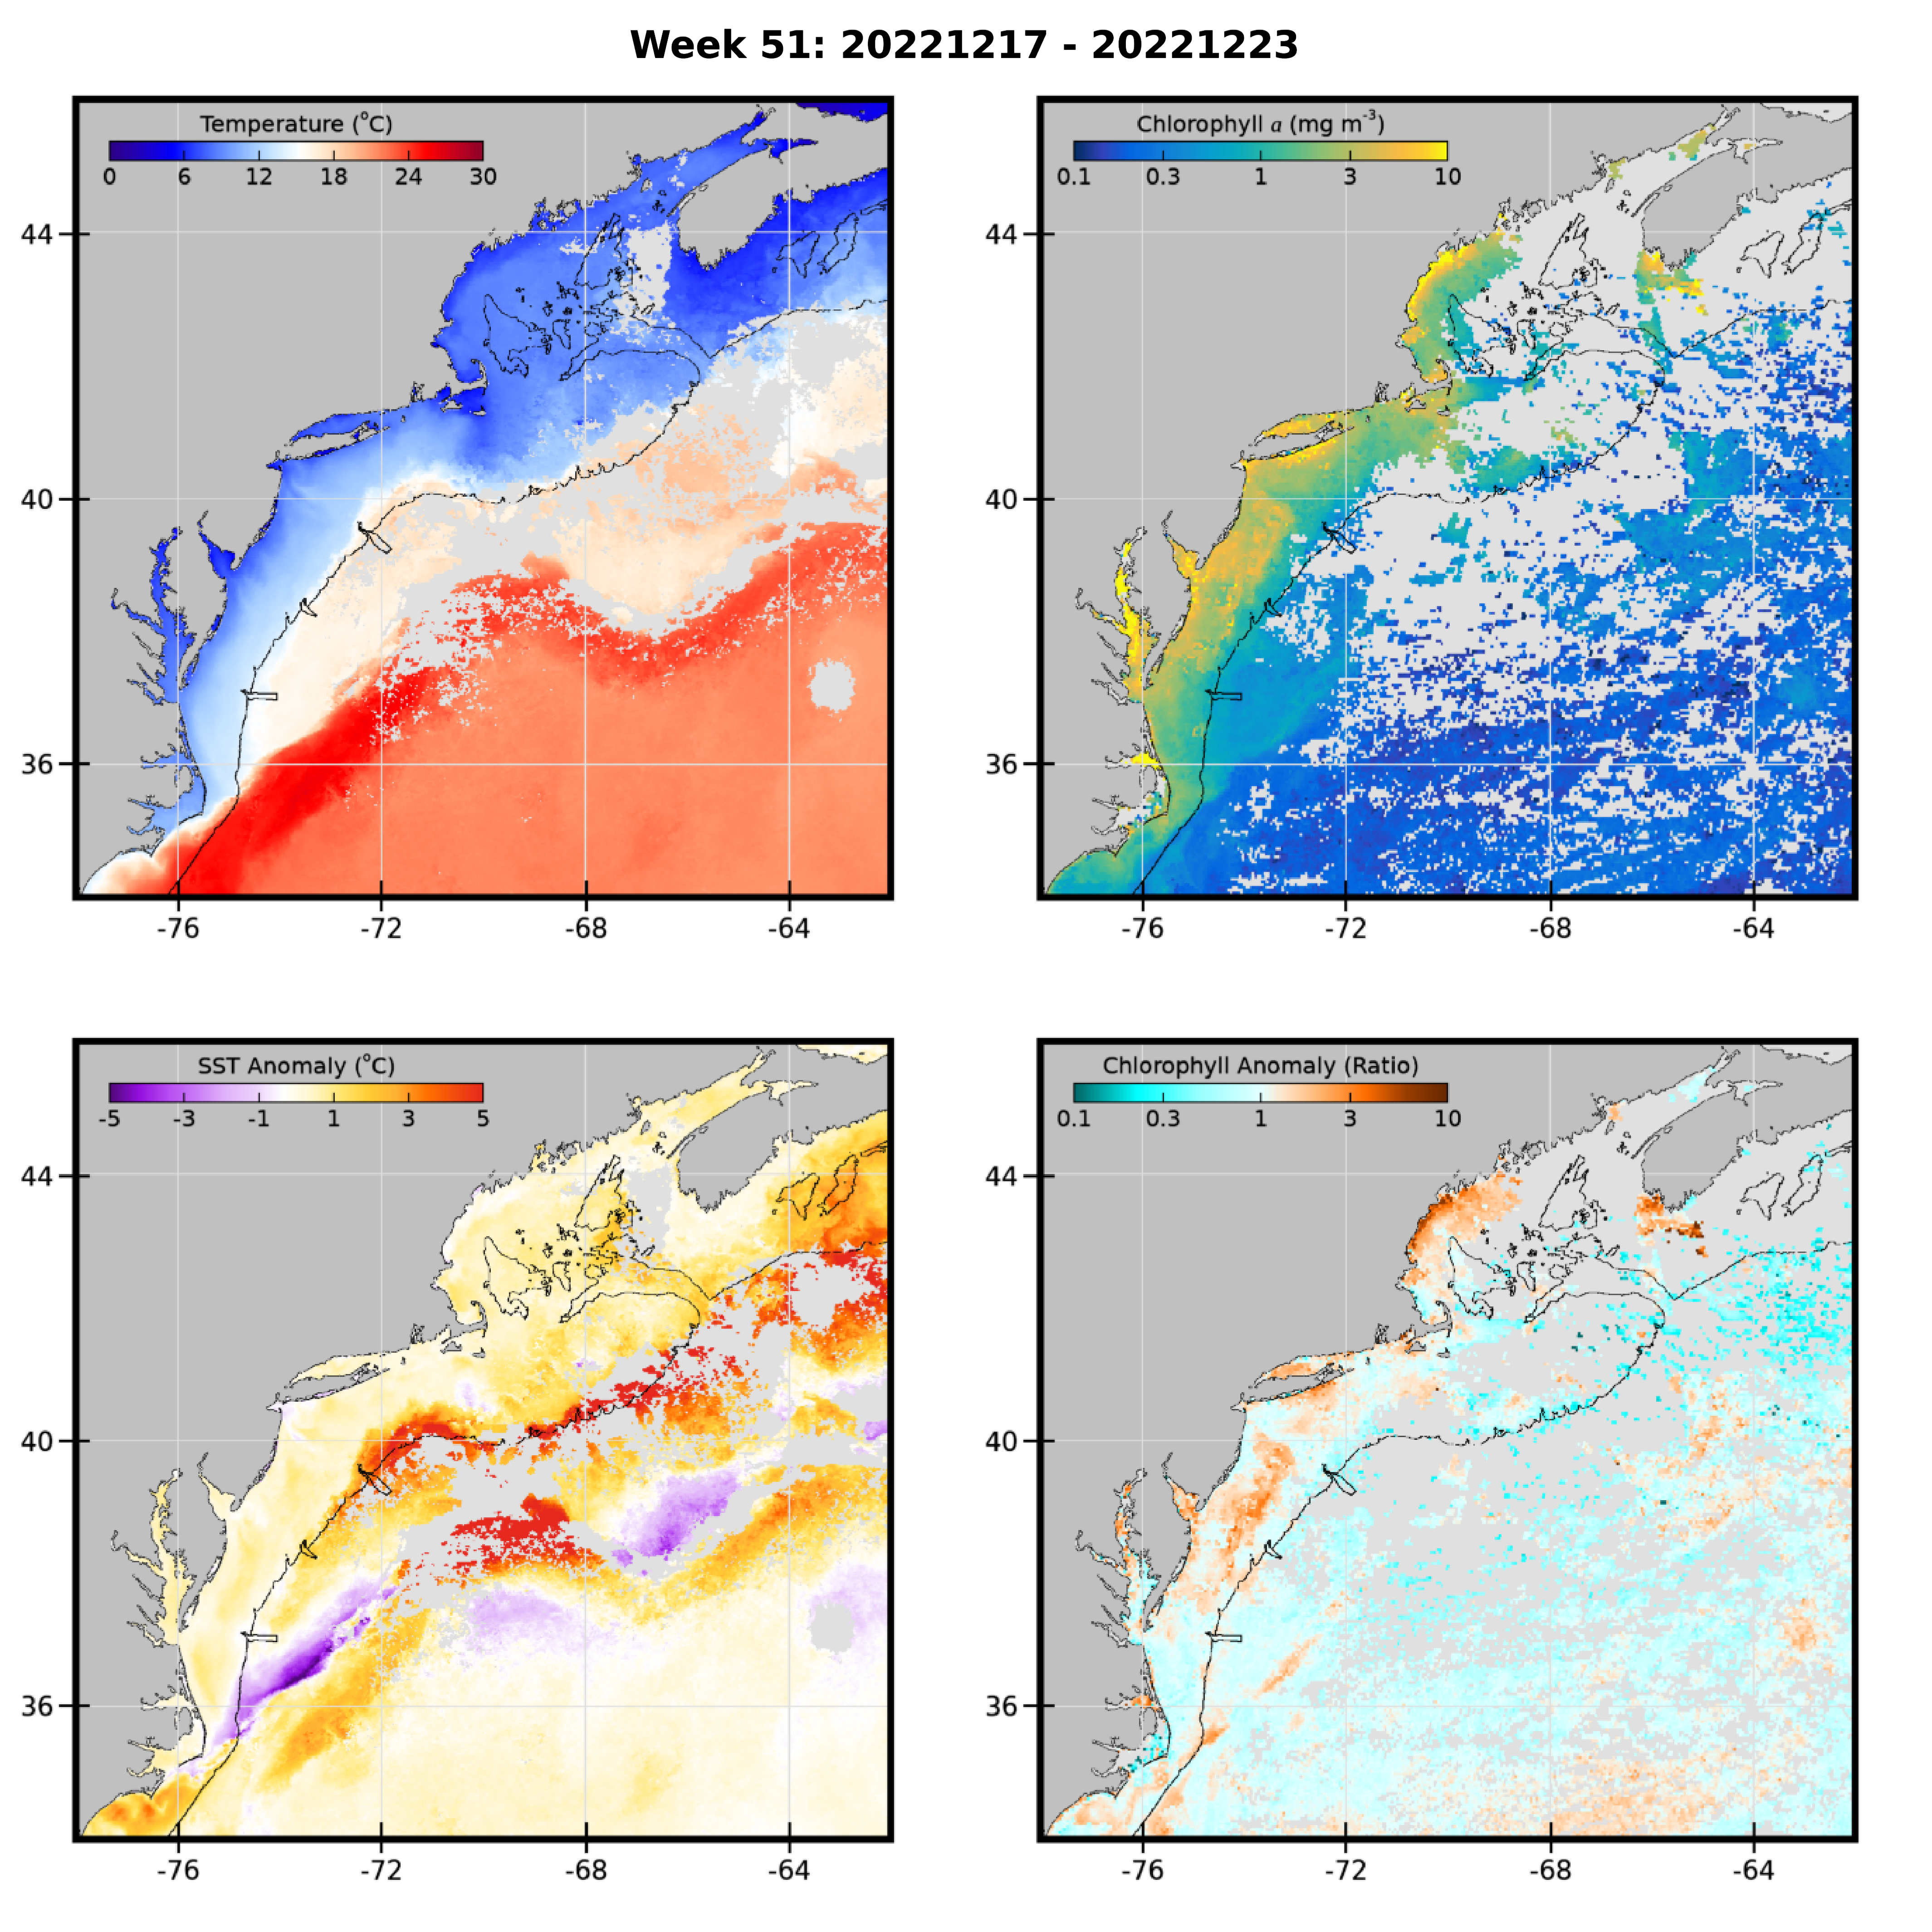 Week 51: 20221217 - 20221223
Temperature (°C)
0 6 12 18 24 30
44
40
36
-76 -72 -68 -64
Chlorophyll a (mg m⁻³)
0.1 0.3 1 3 10
44
40
36
-76 -72 -68 -64
SST Anomaly (°C)
-5 -3 -1 1 3 5
44
40
36
-76 -72 -68 -64
Chlorophyll Anomaly (Ratio)
0.1 0.3 1 3 10
44
40
36
-76 -72 -68 -64